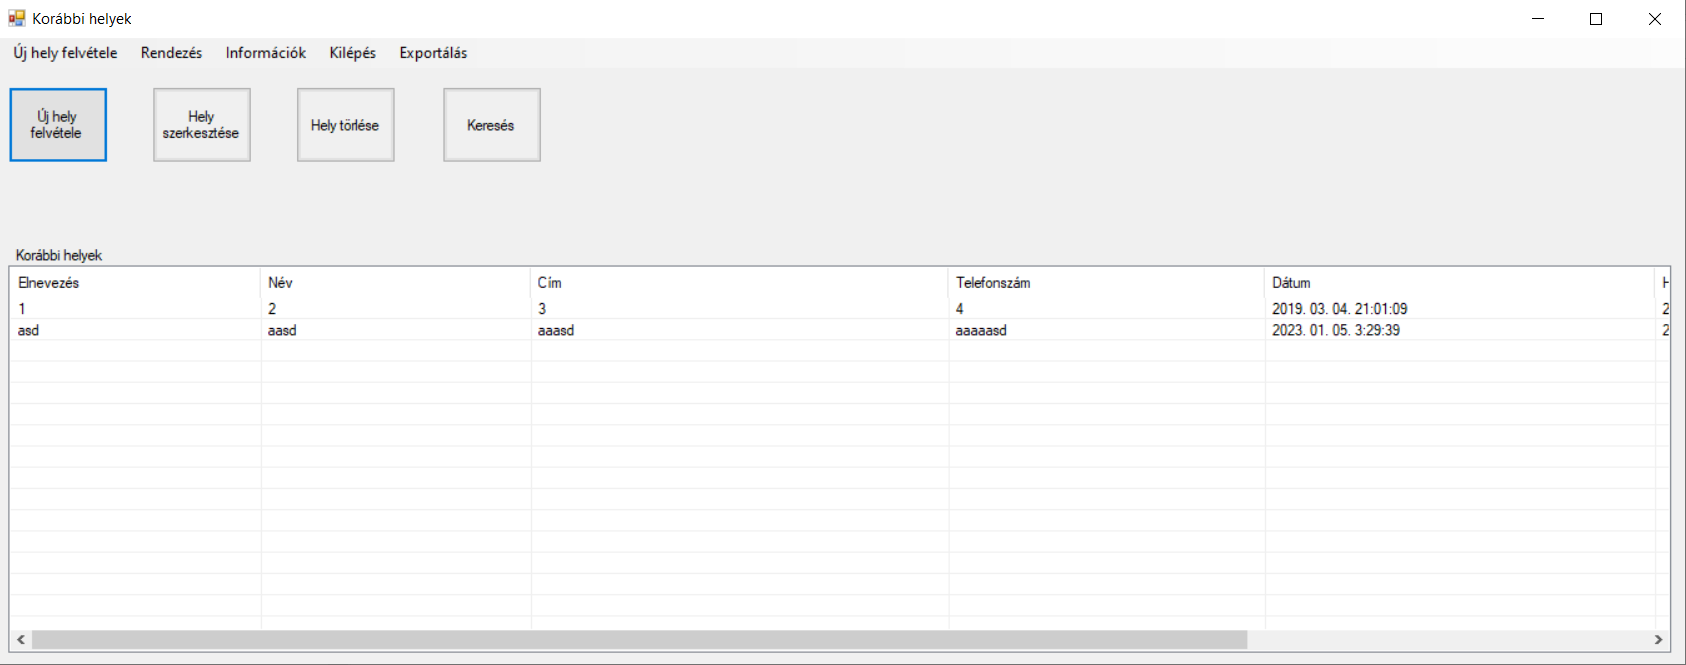 Korábbi helyek
Új hely felvétele Rendezés Információk Kilépés Exportálás
Új hely
felvétele
Hely
szerkesztése
Hely törlése
Keresés
Korábbi helyek
Elnevezés Név Cím Telefonszám Dátum
1 2 3 4 2019. 03. 04. 21:01:09 2
asd aasd aaasd aaaaasd 2023. 01. 05. 3:29:39 2